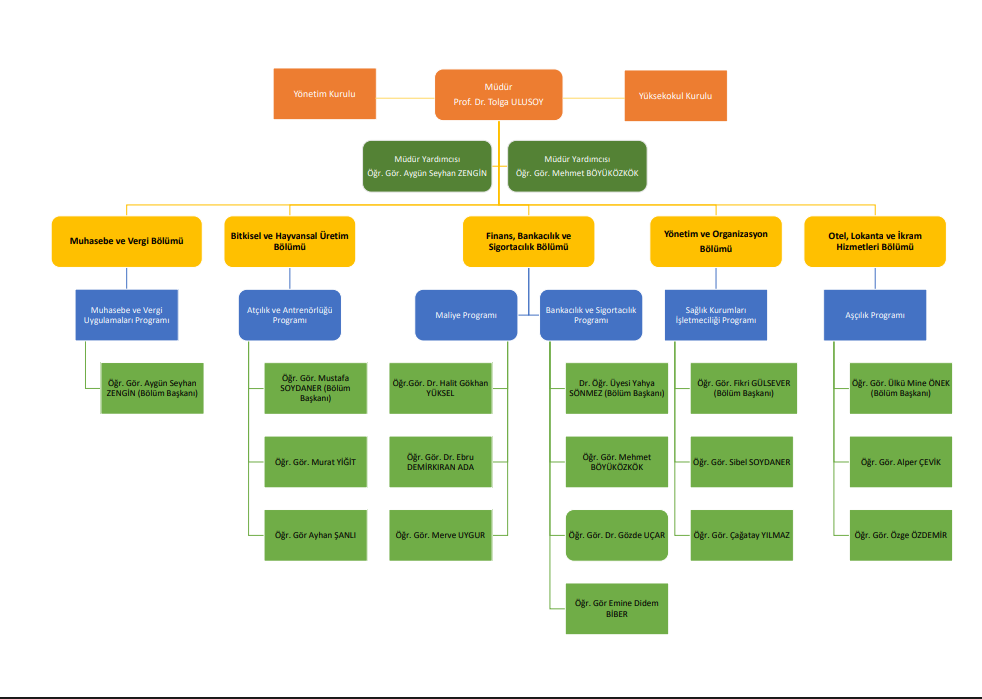 Yönetim Kurulu
Müdür
Prof. Dr. Tolga ULUSOY
Yüksekokul Kurulu
Müdür Yardımcısı
Öğr. Gör. Aygün Seyhan ZENGİN
Müdür Yardımcısı
Öğr. Gör. Mehmet BÖYÜKÖZKÖK
Muhasebe ve Vergi Bölümü
Bitkisel ve Hayvansal Üretim
Bölümü
Finans, Bankacılık ve
Sigortacılık Bölümü
Yönetim ve Organizasyon
Bölümü
Otel, Lokanta ve İkram
Hizmetleri Bölümü
Muhasebe ve Vergi
Uygulamaları Programı
Atçılık ve Antrenörlüğü
Programı
Maliye Programı
Bankacılık ve Sigortacılık
Programı
Sağlık Kurumları
İşletmeciliği Programı
Aşçılık Programı
Öğr. Gör. Aygün Seyhan
ZENGİN (Bölüm Başkanı)
Öğr. Gör. Mustafa
SOYDANER (Bölüm
Başkanı)
Öğr.Gör. Dr. Halit Gökhan
YÜKSEL
Dr. Öğr. Üyesi Yahya
SÖNMEZ (Bölüm Başkanı)
Öğr. Gör. Fikri GÜLSEVER
(Bölüm Başkanı)
Öğr. Gör. Ülkü Mine ÖNEK
(Bölüm Başkanı)
Öğr. Gör. Murat YİĞİT
Öğr. Gör. Dr. Ebru
DEMİRKIRAN ADA
Öğr. Gör. Mehmet
BÖYÜKÖZKÖK
Öğr. Gör. Sibel SOYDANER
Öğr. Gör. Alper ÇEVİK
Öğr. Gör Ayhan ŞANLI
Öğr. Gör. Merve UYGUR
Öğr. Gör. Dr. Gözde UÇAR
Öğr. Gör. Çağatay YILMAZ
Öğr. Gör. Özge ÖZDEMİR
Öğr. Gör Emine Didem
BİBER